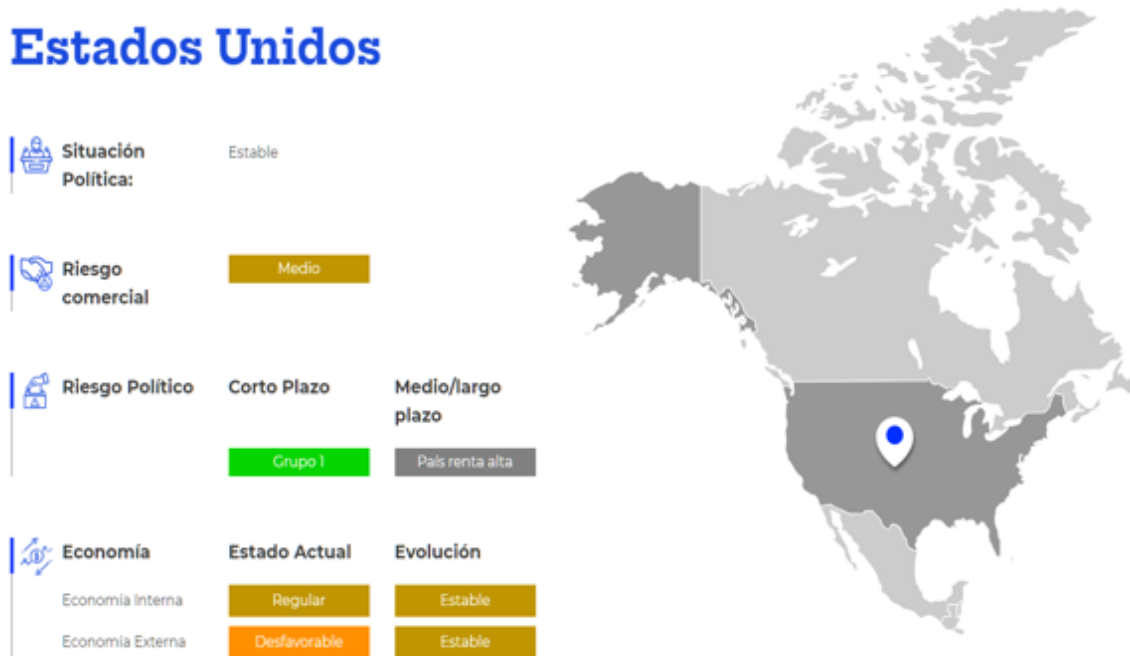 Estados Unidos
Situación Política:
Estable
Riesgo comercial
Medio
Riesgo Político
Corto Plazo
Medio/largo plazo
Grupo 1
País renta alta
Economía
Estado Actual
Evolución
Economía Interna
Regular
Estable
Economía Externa
Desfavorable
Estable